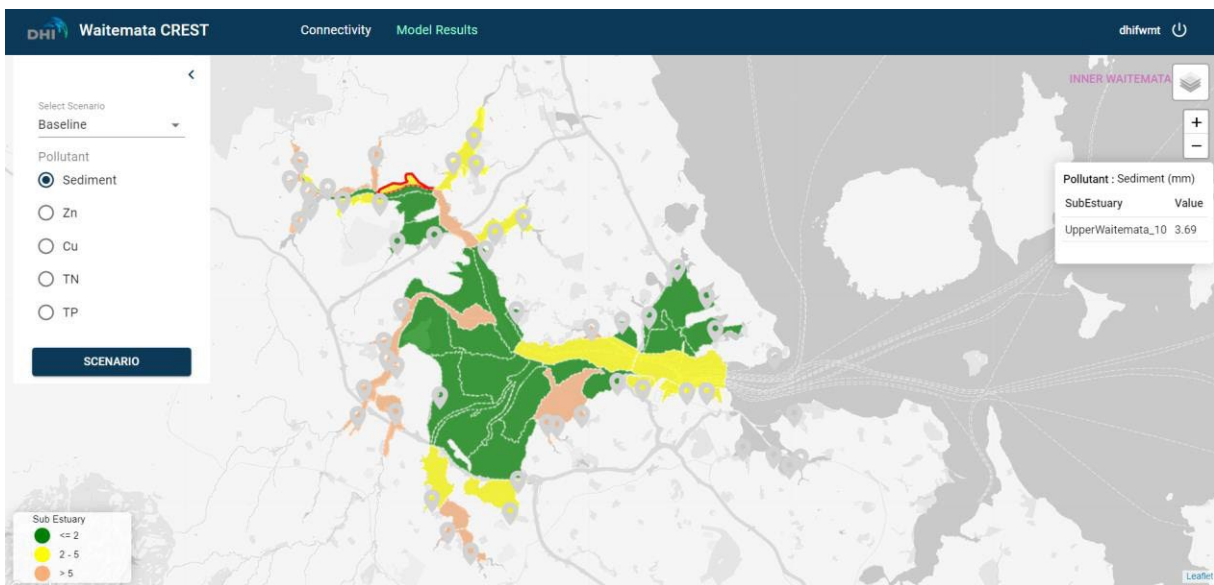 DHI Waitemata CREST Connectivity Model Results dhifwmt
INNER WAITEMATA
Select Scenario
Baseline
Pollutant
Sediment
Zn
Cu
TN
TP
SCENARIO
+
−
Pollutant : Sediment (mm)
SubEstuary Value
UpperWaitemata_10 3.69
Sub Estuary
<= 2
2 - 5
> 5
Leaflet